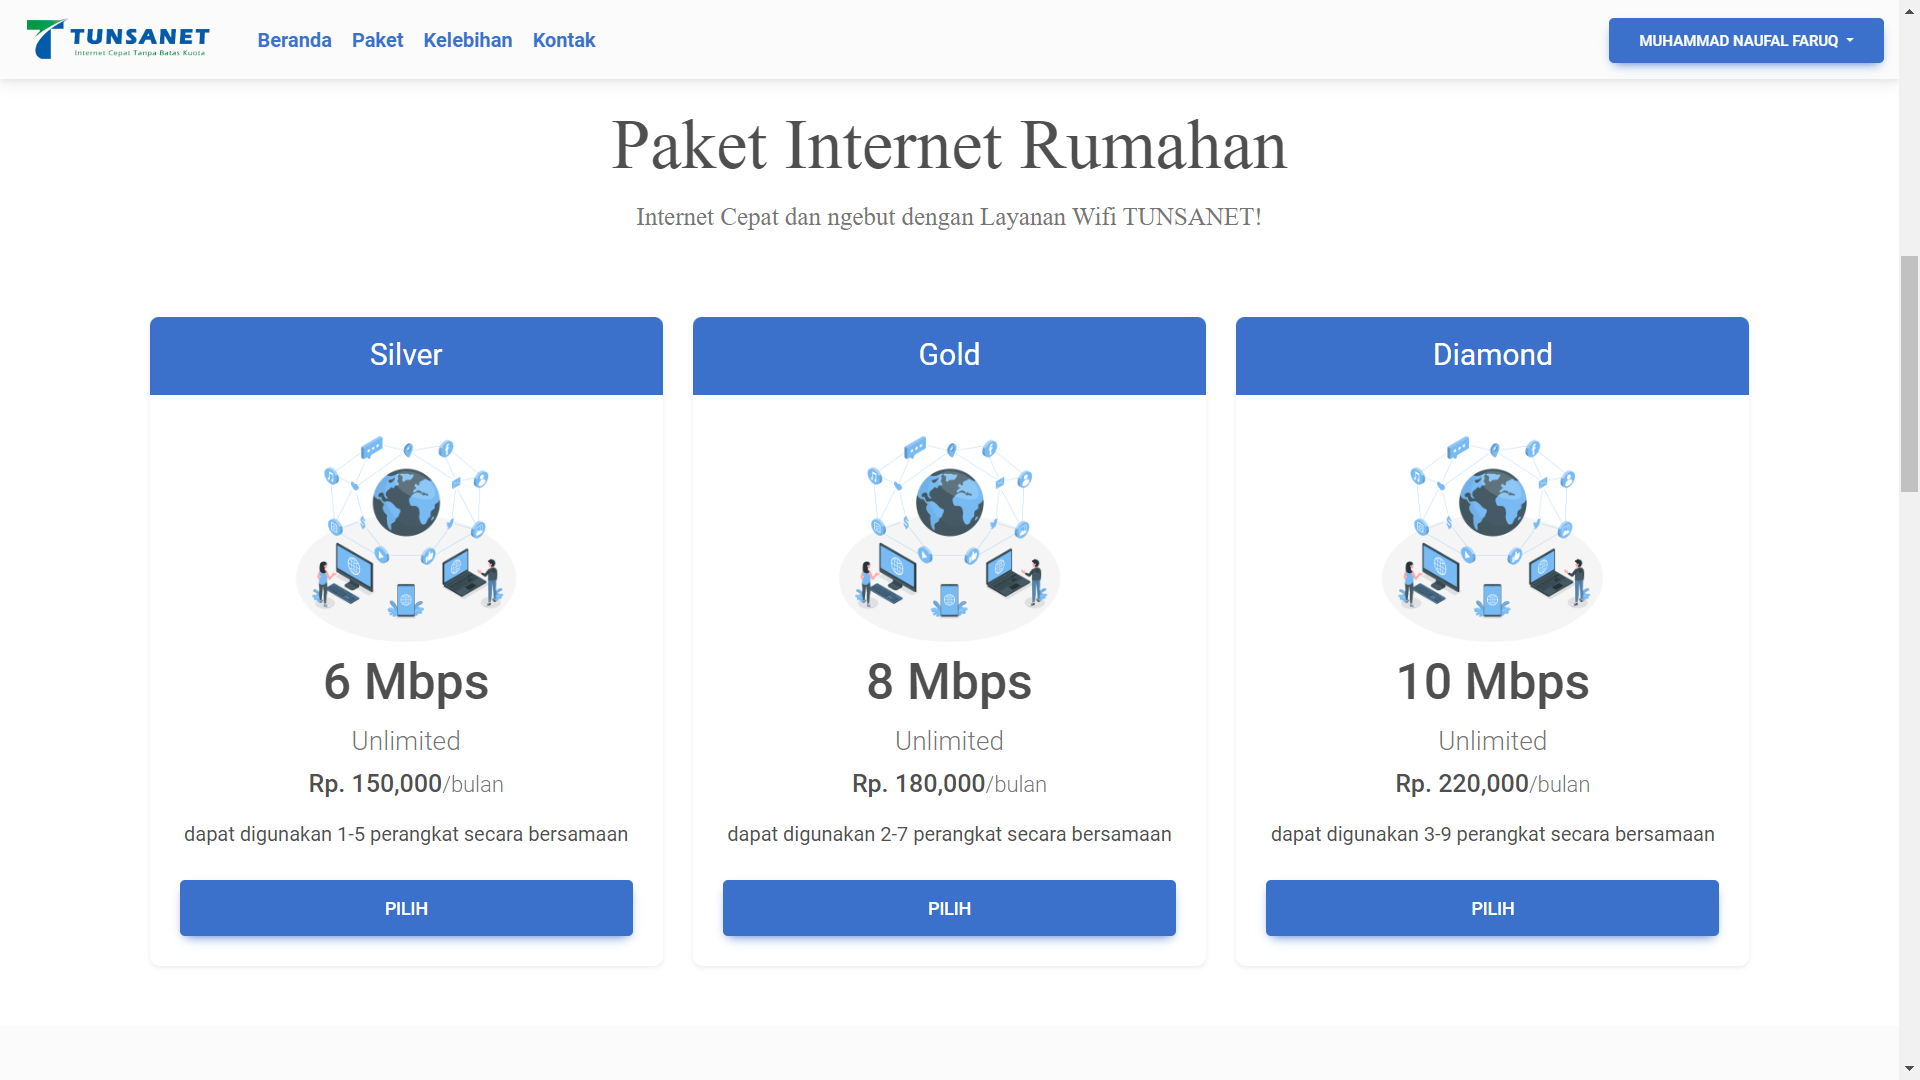 TUNSANET
Internet Cepat Tanpa Batas Kuota
Beranda Paket Kelebihan Kontak
MUHAMMAD NAUFAL FARUQ
Paket Internet Rumahan
Internet Cepat dan ngebut dengan Layanan Wifi TUNSANET!
Silver
6 Mbps
Unlimited
Rp. 150,000/bulan
dapat digunakan 1-5 perangkat secara bersamaan
PILIH
Gold
8 Mbps
Unlimited
Rp. 180,000/bulan
dapat digunakan 2-7 perangkat secara bersamaan
PILIH
Diamond
10 Mbps
Unlimited
Rp. 220,000/bulan
dapat digunakan 3-9 perangkat secara bersamaan
PILIH